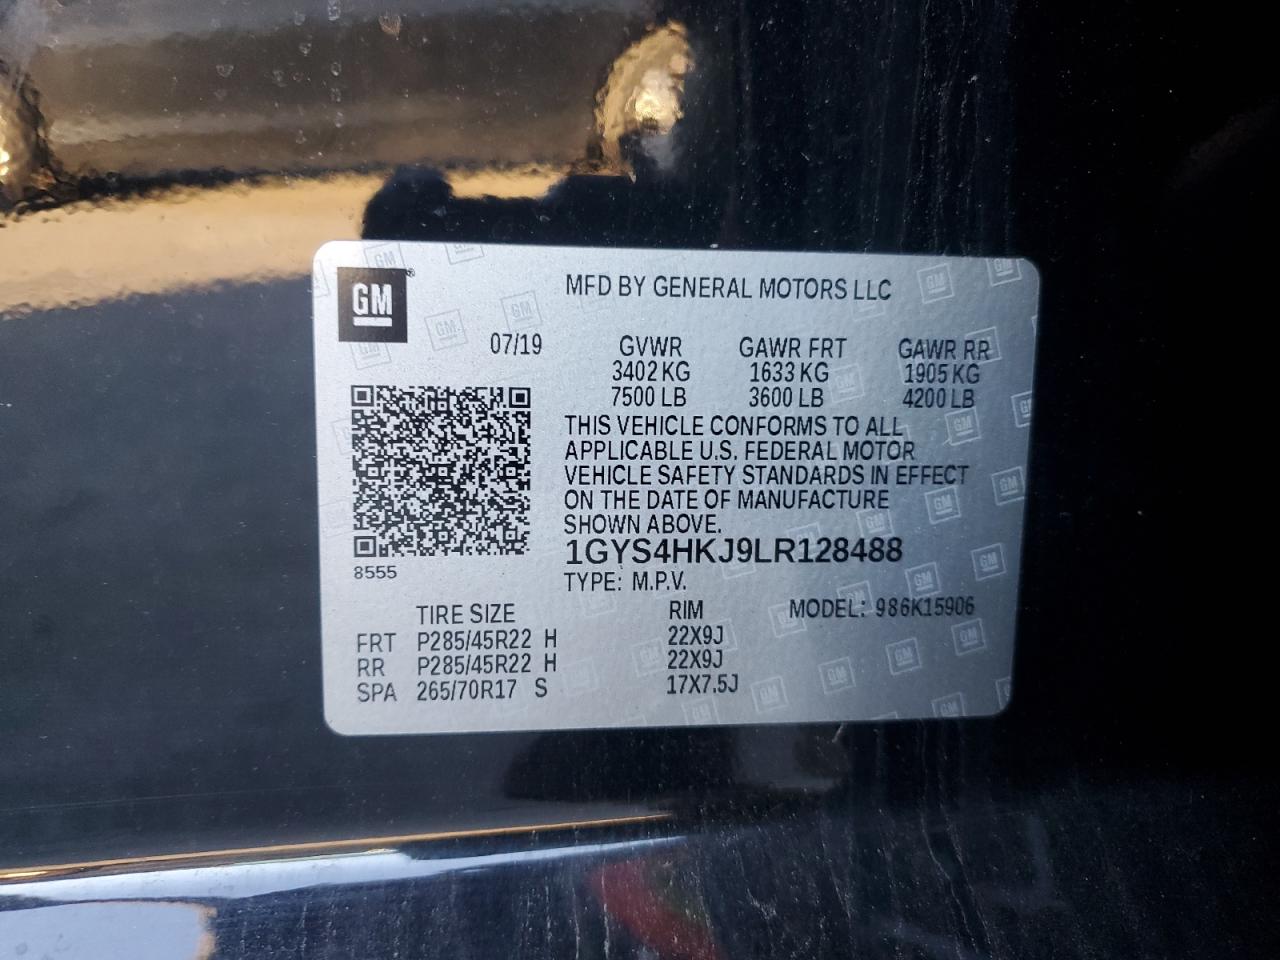 GM
MFD BY GENERAL MOTORS LLC
07/19 GVWR GAWR FRT GAWR RR
3402 KG 1633 KG 1905 KG
7500 LB 3600 LB 4200 LB
THIS VEHICLE CONFORMS TO ALL
APPLICABLE U.S. FEDERAL MOTOR
VEHICLE SAFETY STANDARDS IN EFFECT
ON THE DATE OF MANUFACTURE
SHOWN ABOVE.
1GYS4HKJ9LR128488
8555
TYPE: M.P.V.
TIRE SIZE RIM MODEL: 986K15906
FRT P285/45R22 H 22X9J
RR P285/45R22 H 22X9J
SPA 265/70R17 S 17X7.5J